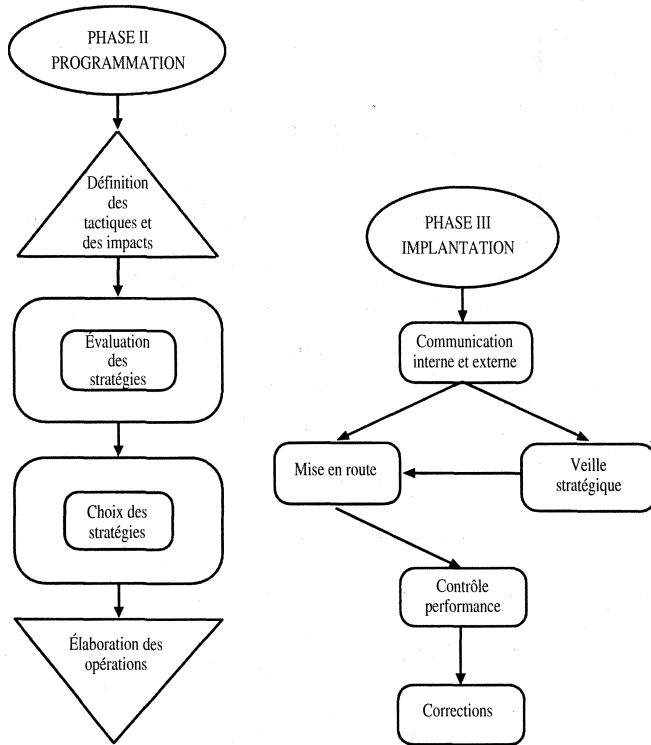 PHASE II
PROGRAMMATION
Définition
des
tactiques et
des impacts
Évaluation
des
stratégies
Choix des
stratégies
Élaboration des
opérations
PHASE III
IMPLANTATION
Communication
interne et externe
Mise en route
Veille
stratégique
Contrôle
performance
Corrections